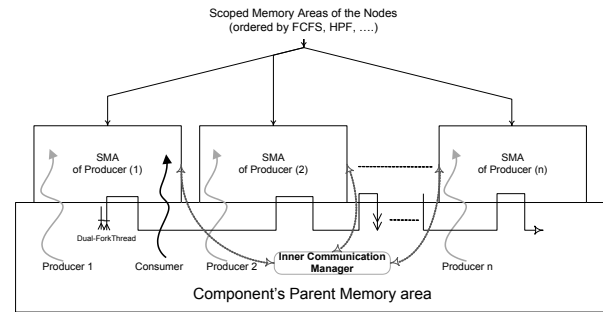 Scoped Memory Areas of the Nodes
(ordered by FCFS, HPF, ....)
SMA
of Producer (1)
SMA
of Producer (2)
SMA
of Producer (n)
Dual-ForkThread
Producer 1
Consumer
Producer 2
Inner Communication
Manager
Producer n
Component's Parent Memory area